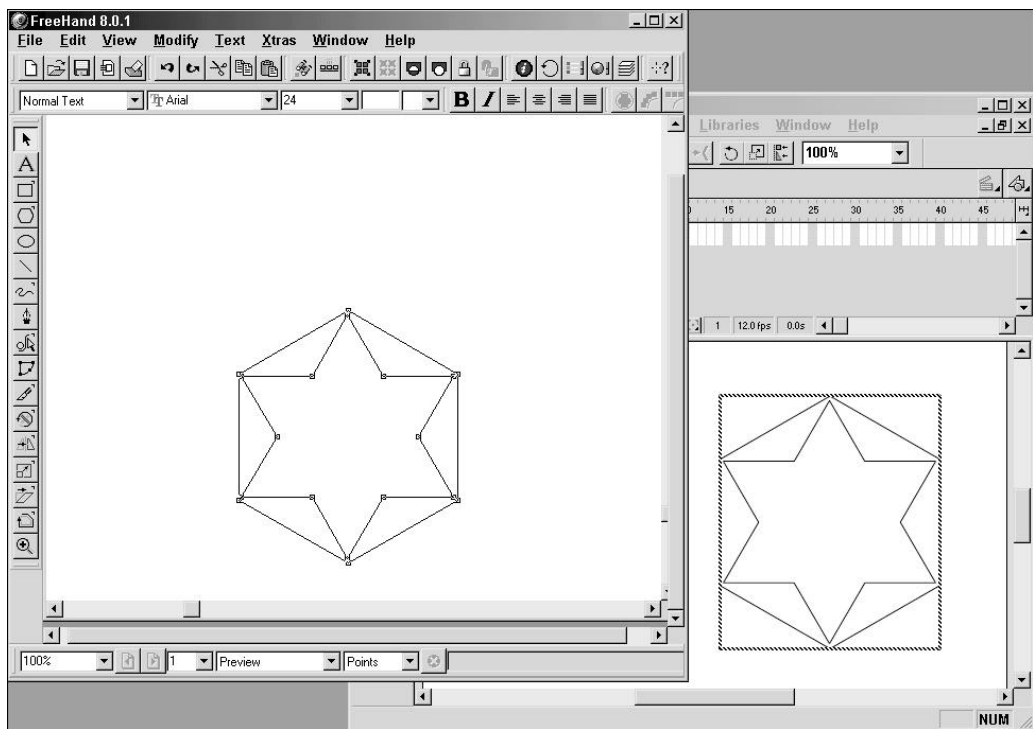 FreeHand 8.0.1
File Edit View Modify Text Xtras Window Help
Normal Text Arial 24 B I
Libraries Window Help
100%
15 20 25 30 35 40 45
1 12.0 fps 0.0s
100% 1 Preview Points
NUM